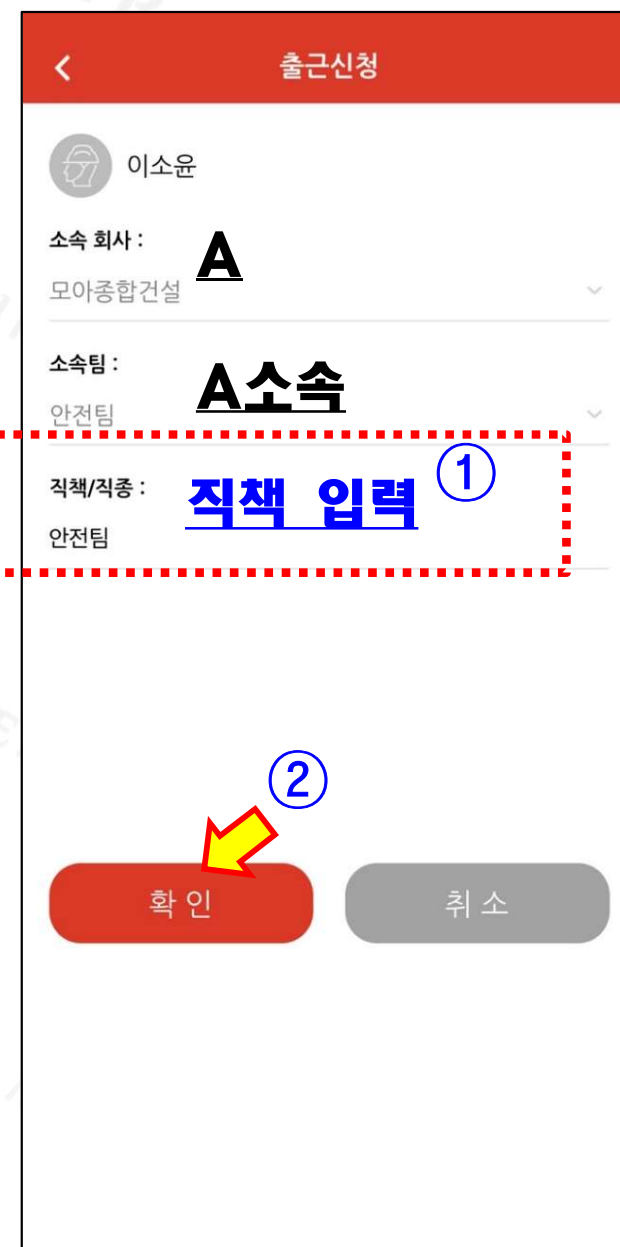 출근신청
이소윤
소속 회사 :
A
모아종합건설
소속팀 :
A소속
안전팀
①
직책/직종 :
직책 입력
안전팀
②
확 인
취 소